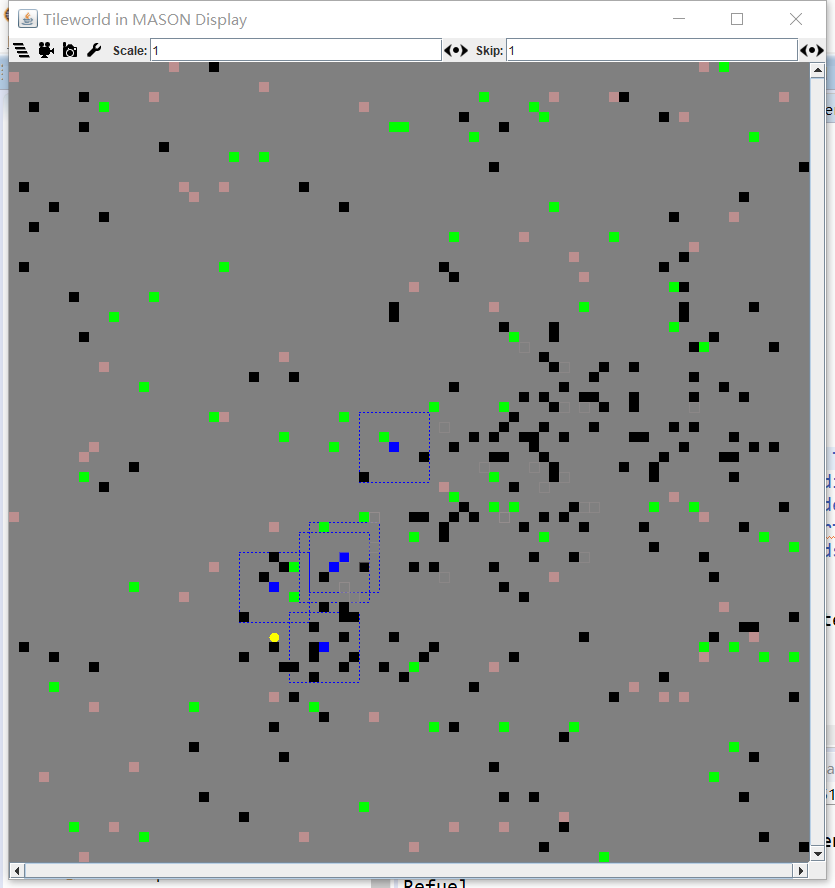 Tileworld in MASON Display
Scale: 1 Skip: 1
Refuel